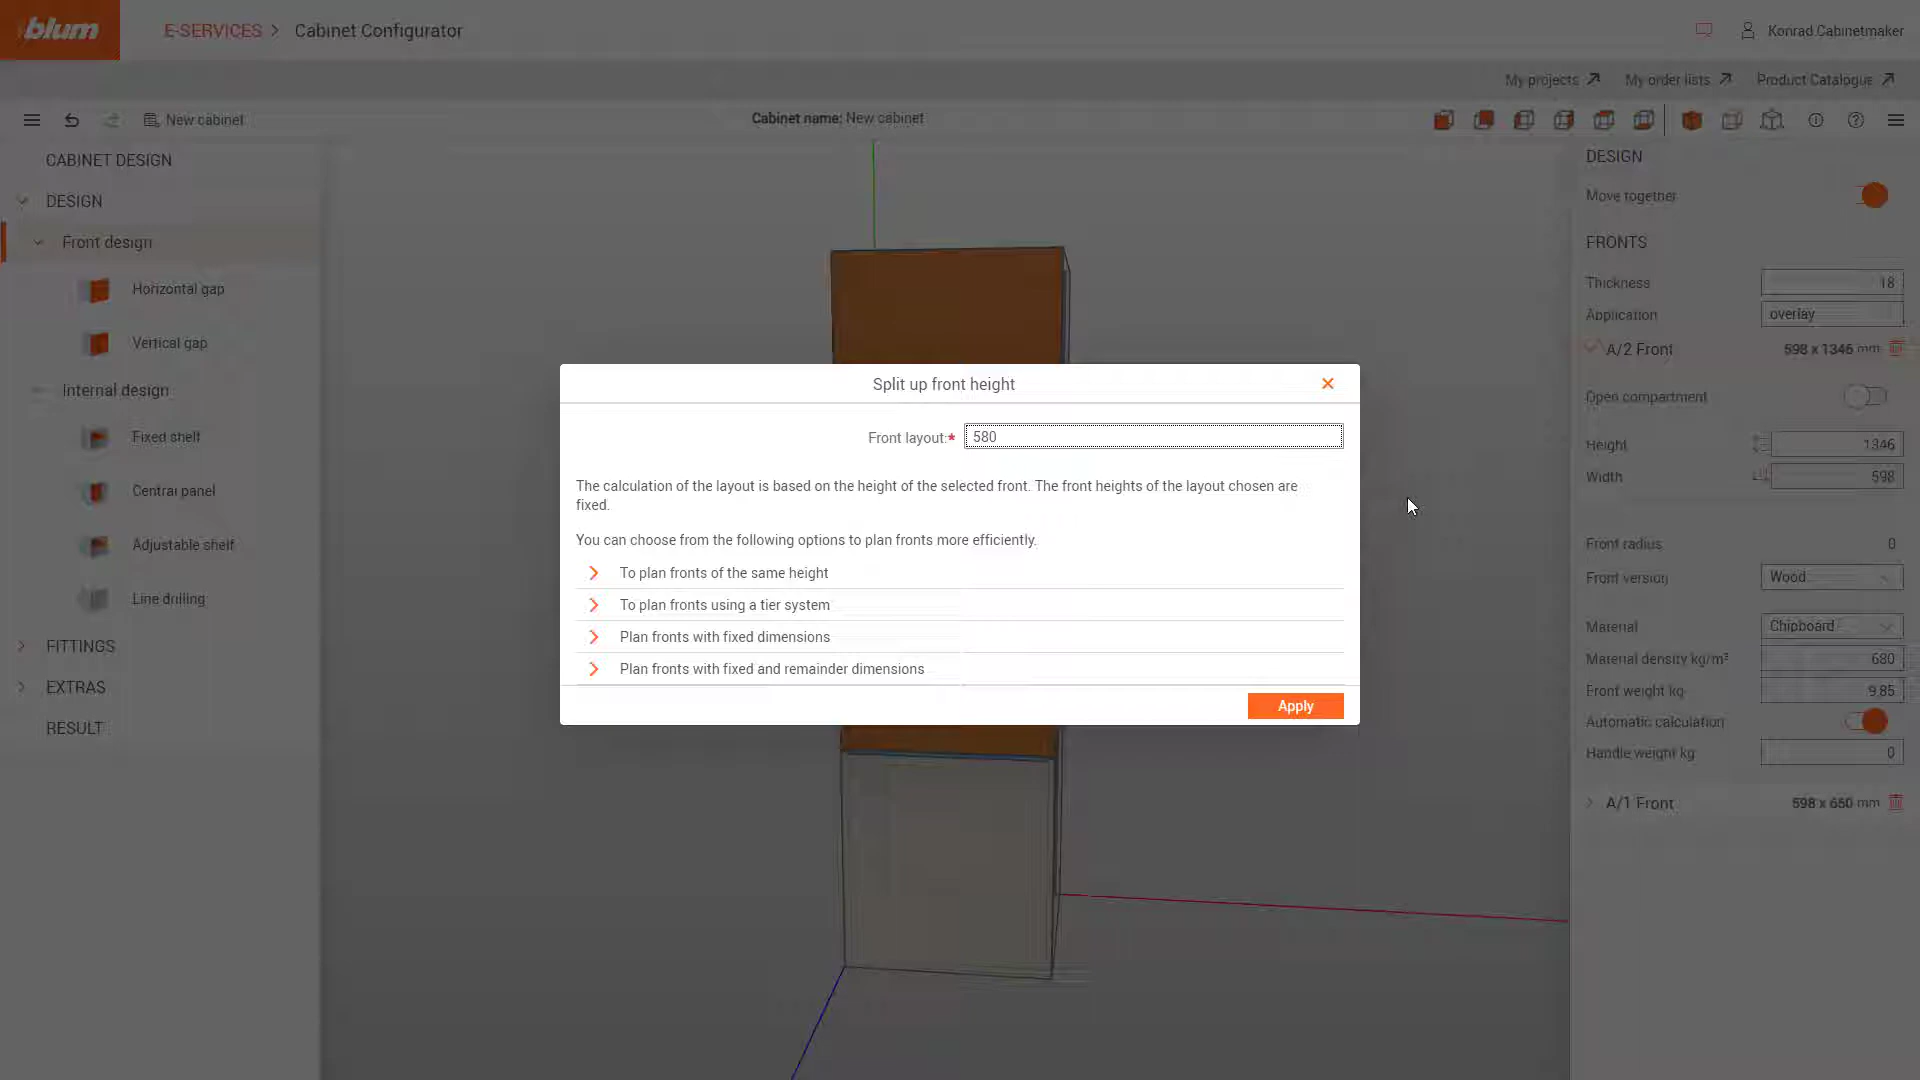 blum
E-SERVICES > Cabinet Configurator
Konrad Cabinetmaker
My projects
My order lists
Product Catalogue
New cabinet
Cabinet name: New cabinet
CABINET DESIGN
DESIGN
Front design
Horizontal gap
Vertical gap
Internal design
Fixed shelf
Central panel
Adjustable shelf
Line drilling
FITTINGS
EXTRAS
RESULT
Split up front height
Front layout:* 580
The calculation of the layout is based on the height of the selected front. The front heights of the layout chosen are
fixed.
You can choose from the following options to plan fronts more efficiently.
To plan fronts of the same height
To plan fronts using a tier system
Plan fronts with fixed dimensions
Plan fronts with fixed and remainder dimensions
Apply
DESIGN
Move together
FRONTS
Thickness 18
Application overlay
A/2 Front 598 x 1346 mm
Open compartment
Height 1346
Width 598
Front radius 0
Front version Wood
Material Chipboard
Material density kg/m³ 680
Front weight kg 9.85
Automatic calculation
Handle weight kg 0
A/1 Front 598 x 650 mm